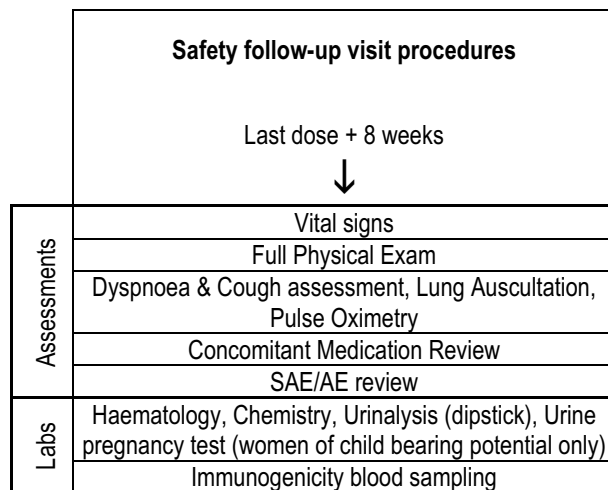 Safety follow-up visit procedures
Last dose + 8 weeks
↓
Assessments
Vital signs
Full Physical Exam
Dyspnoea & Cough assessment, Lung Auscultation,
Pulse Oximetry
Concomitant Medication Review
SAE/AE review
Labs
Haematology, Chemistry, Urinalysis (dipstick), Urine
pregnancy test (women of child bearing potential only)
Immunogenicity blood sampling